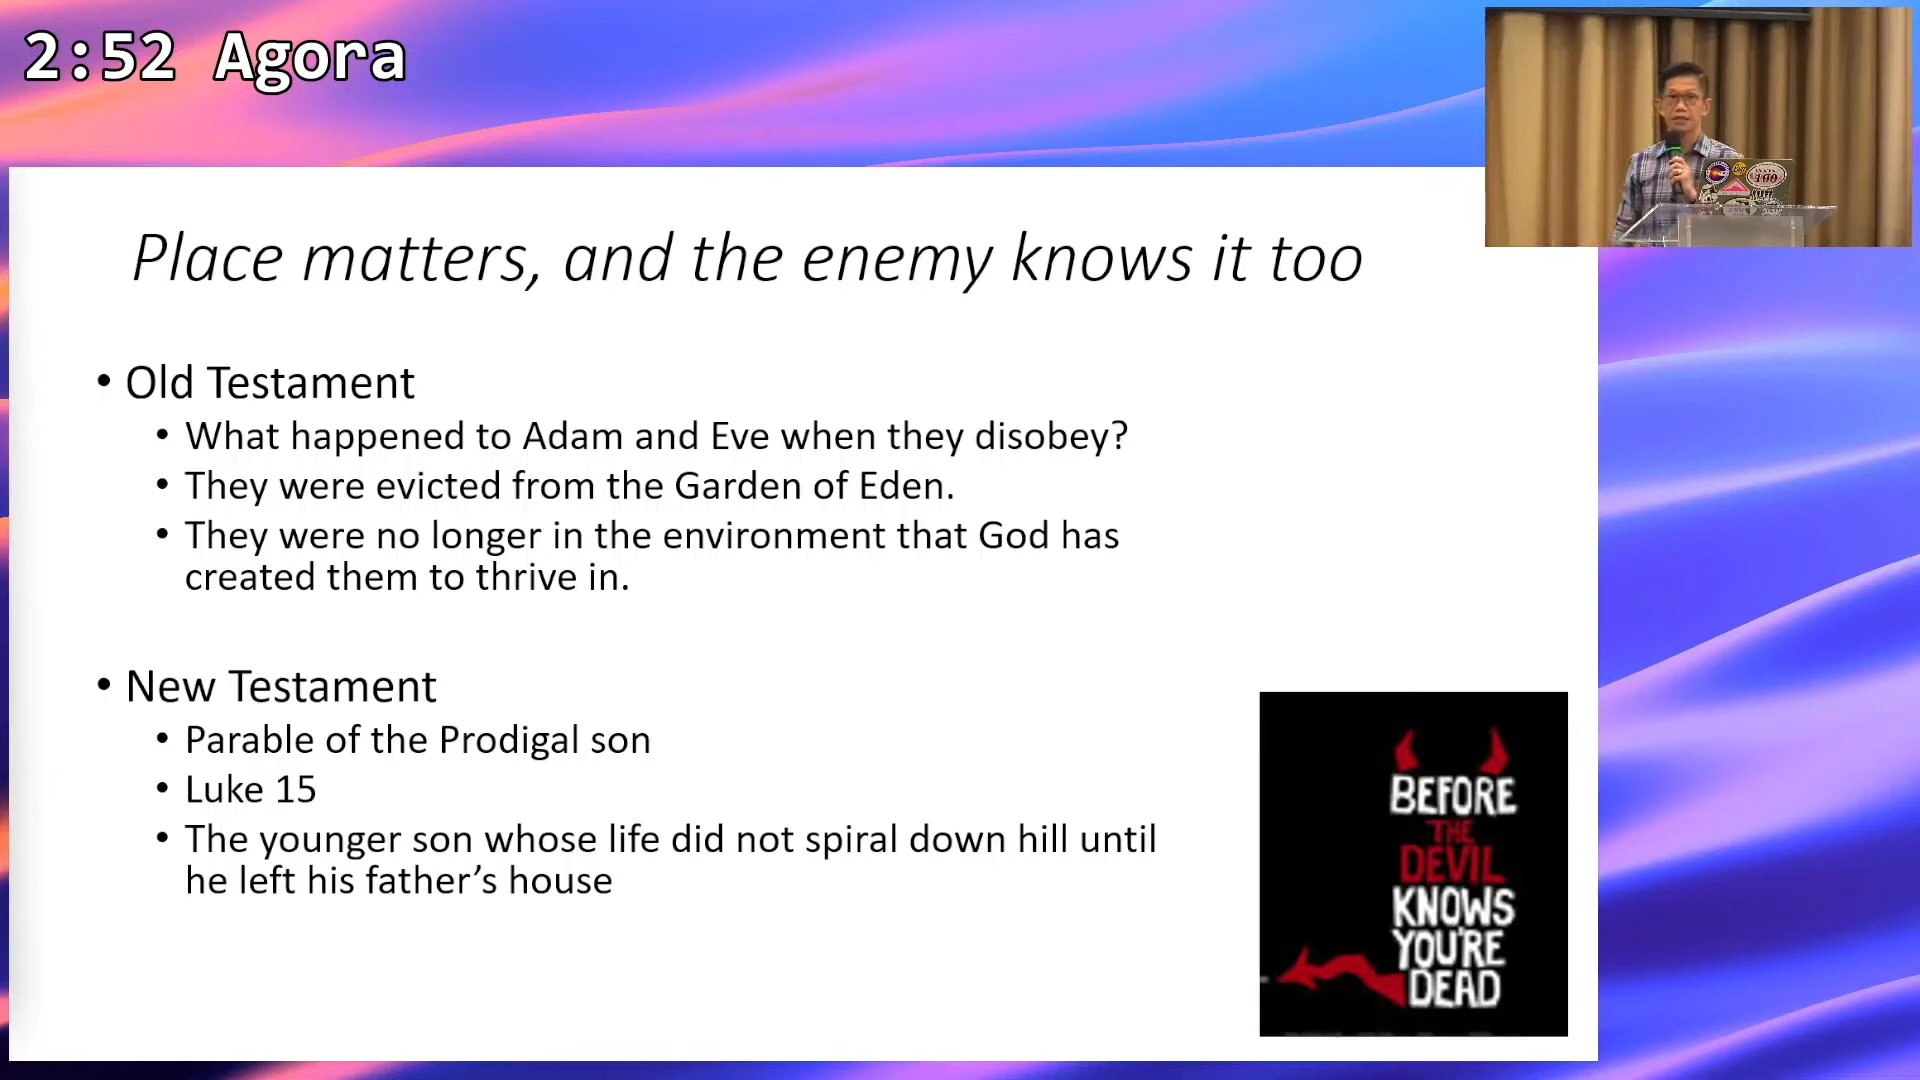 2:52 Agora
100
Place matters, and the enemy knows it too
• Old Testament
• What happened to Adam and Eve when they disobey?
• They were evicted from the Garden of Eden.
• They were no longer in the environment that God has
created them to thrive in.
• New Testament
• Parable of the Prodigal son
• Luke 15
• The younger son whose life did not spiral down hill until
he left his father’s house
BEFORE
THE
DEVIL
KNOWS
YOU'RE
DEAD